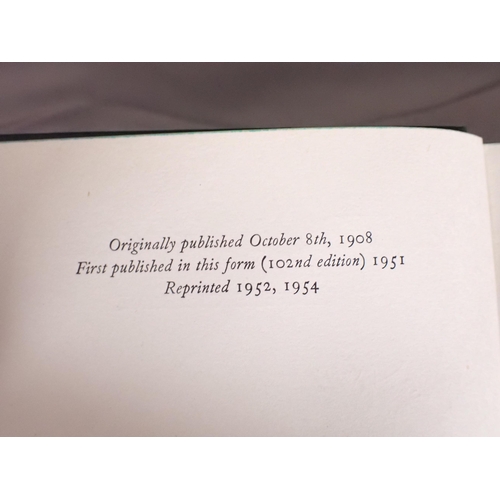 Originally published October 8th, 1908
First published in this form (102nd edition) 1951
Reprinted 1952, 1954